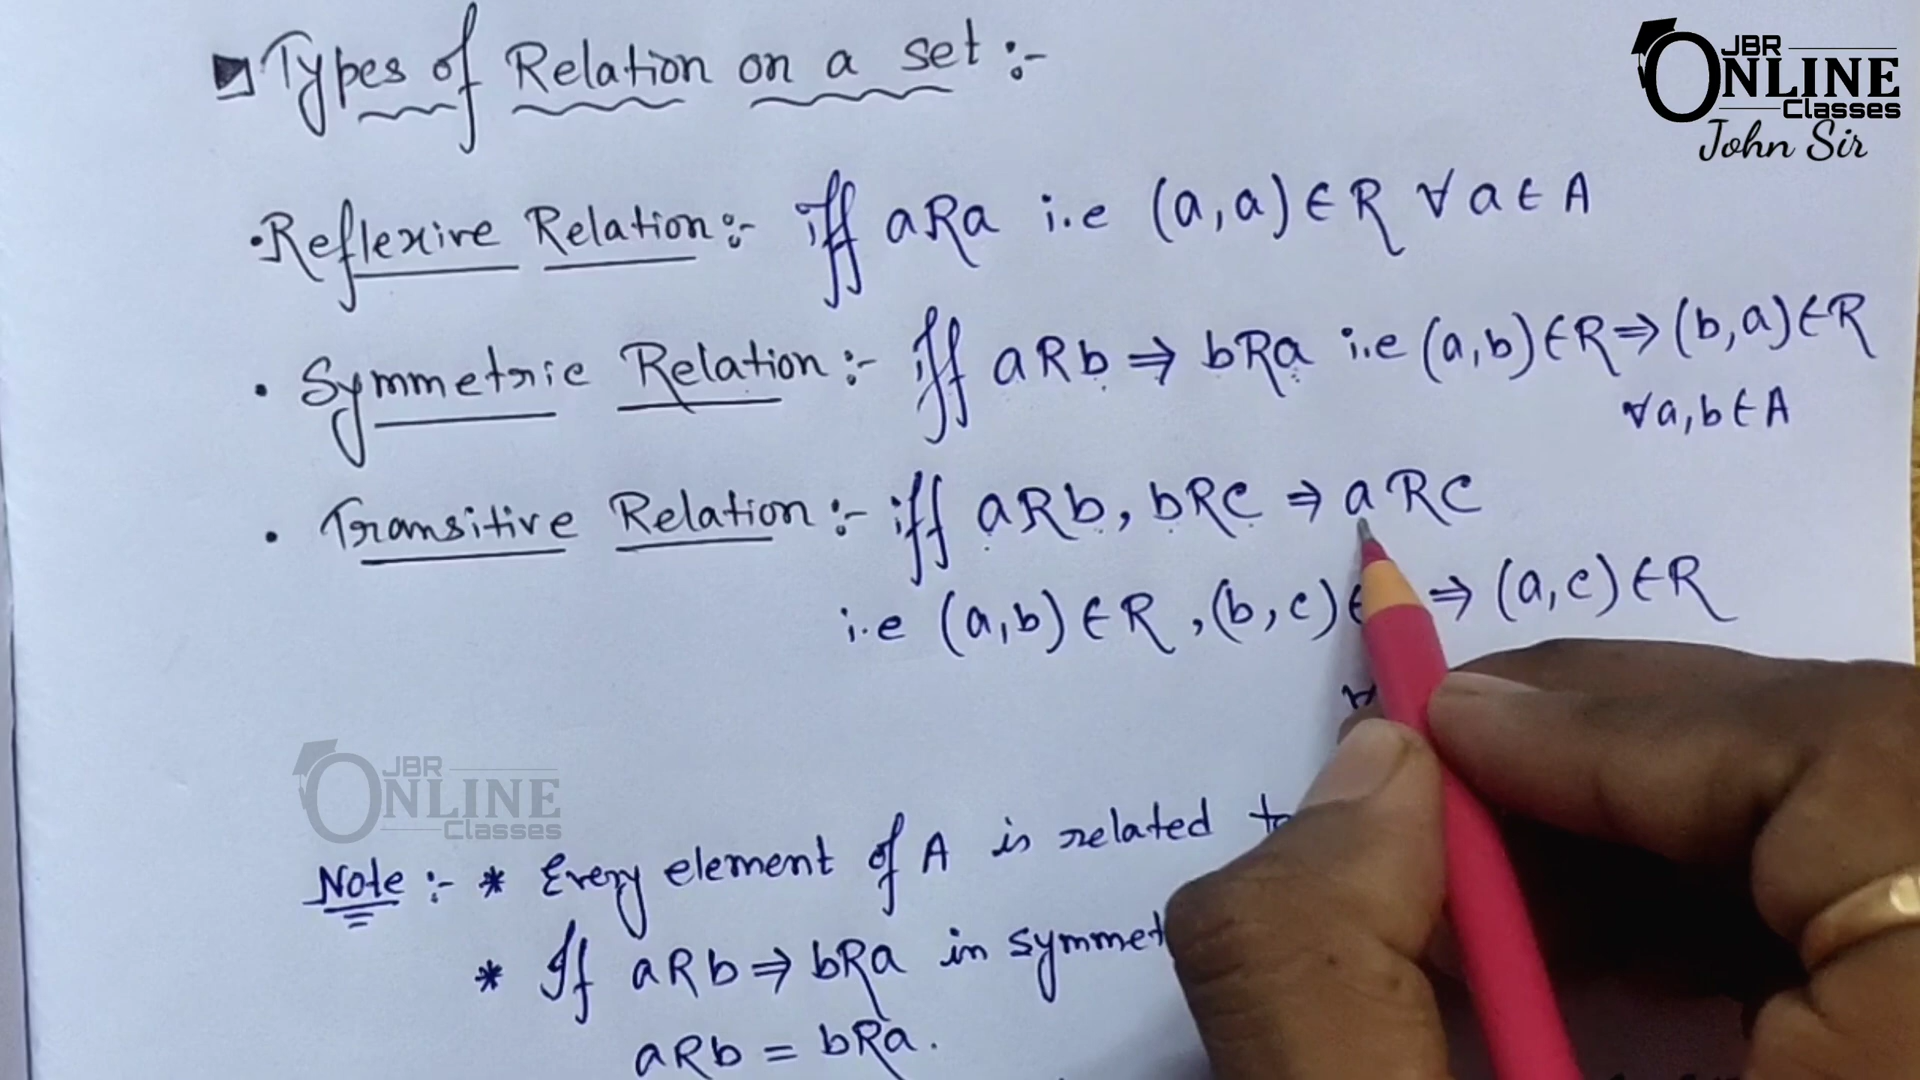 JBR
ONLINE
Classes
John Sir
Types of Relation on a set :-
• Reflexive Relation :- iff aRa i.e (a,a) ∈ R ∀ a ∈ A
• Symmetric Relation :- iff aRb ⇒ bRa i.e (a,b) ∈ R ⇒ (b,a) ∈ R
∀ a,b ∈ A
• Transitive Relation :- iff aRb, bRc ⇒ aRc
i.e (a,b) ∈ R , (b,c) ∈ ⇒ (a,c) ∈ R
∀
JBR
ONLINE
Classes
Note :- * Every element of A is related to
* If aRb ⇒ bRa in
aRb = bRa.